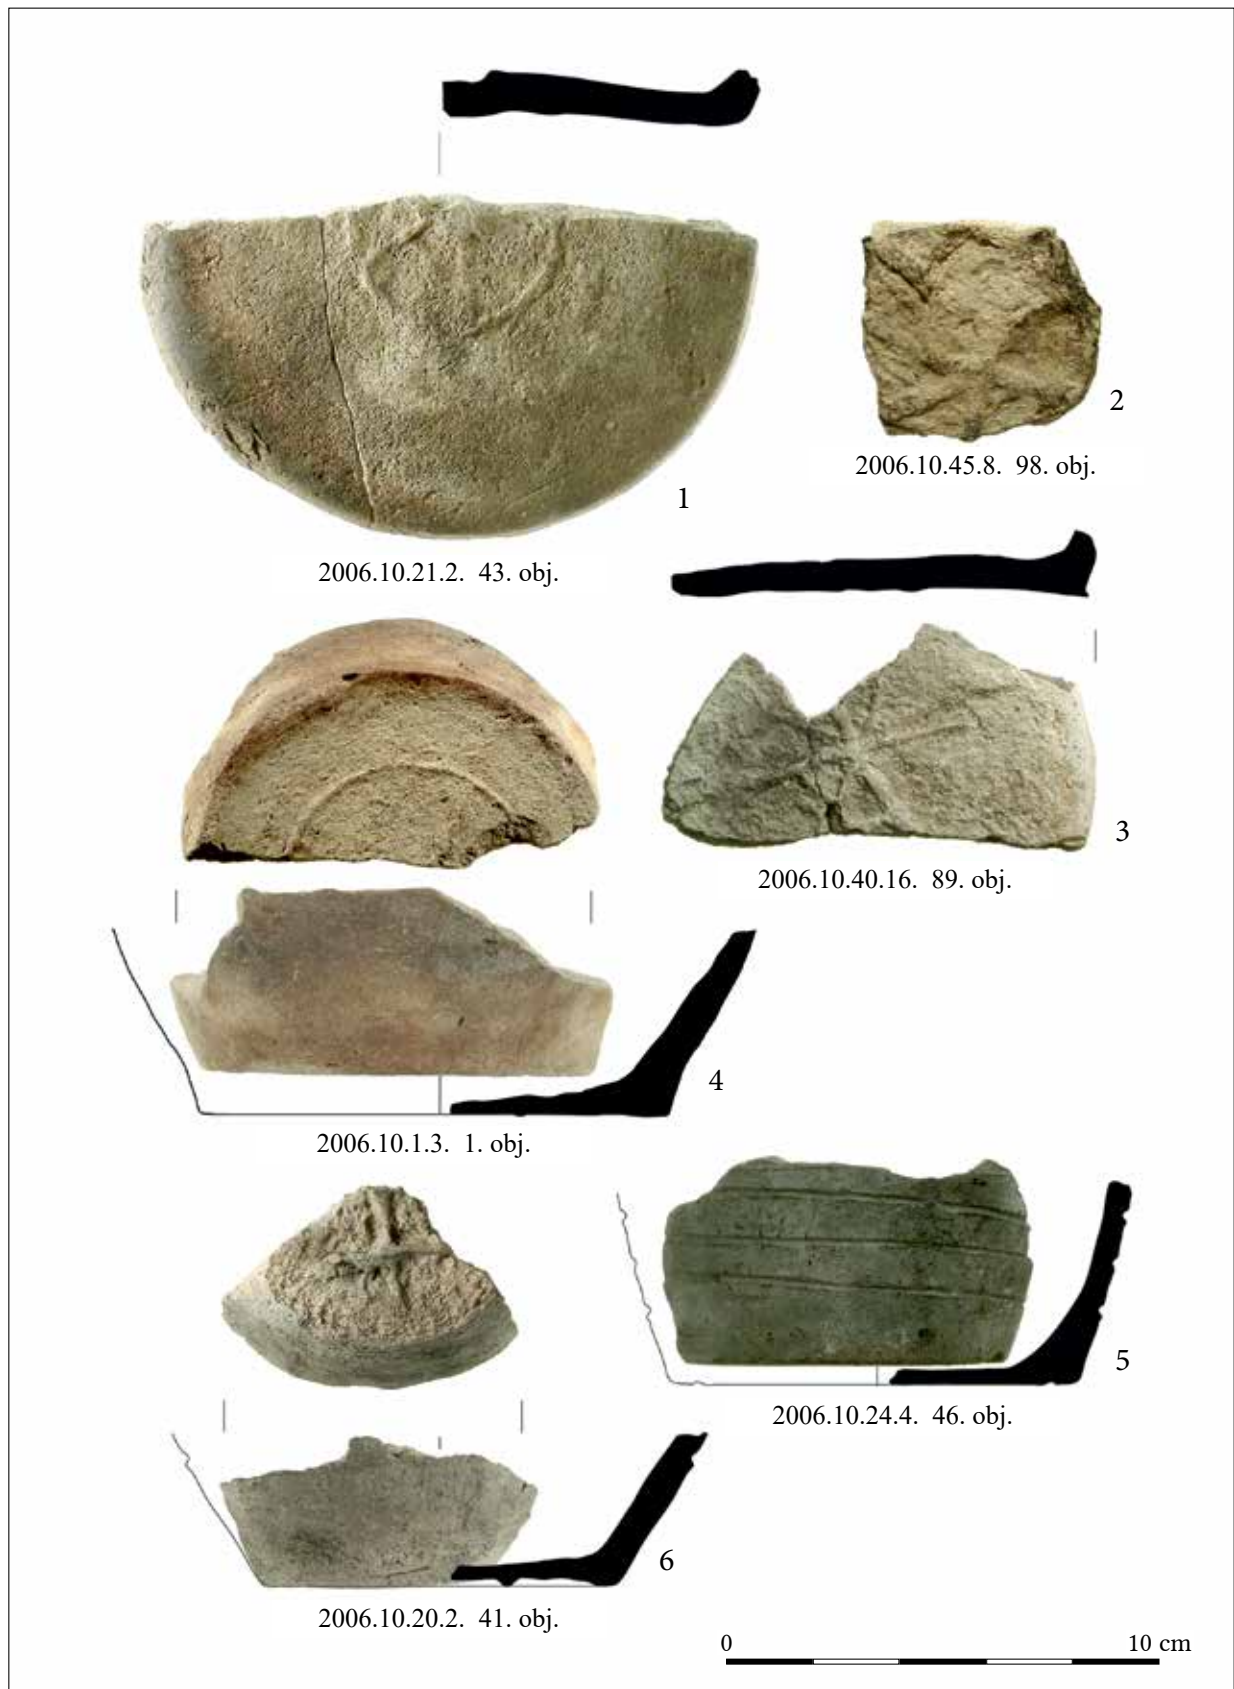 1
2006.10.21.2. 43. obj.
2
2006.10.45.8. 98. obj.
3
2006.10.40.16. 89. obj.
4
2006.10.1.3. 1. obj.
5
2006.10.24.4. 46. obj.
6
2006.10.20.2. 41. obj.
0 10 cm